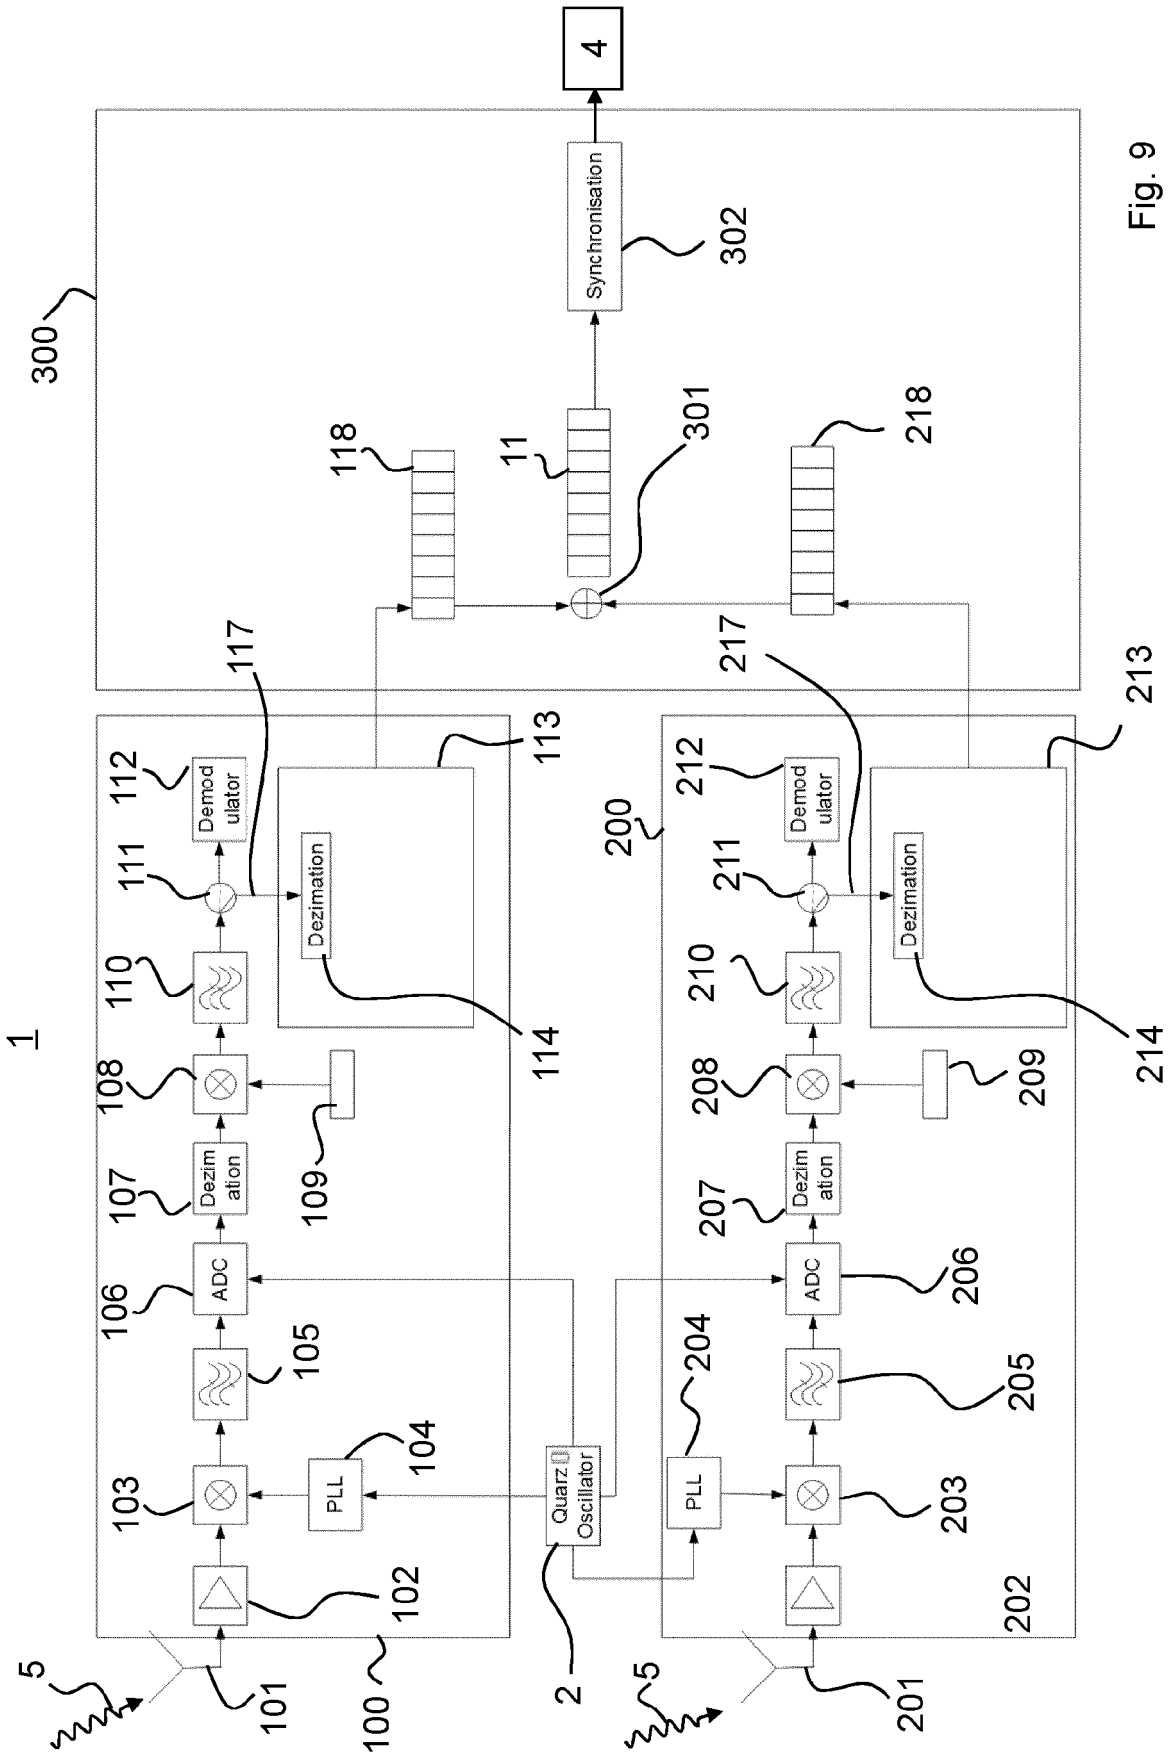 1
5
101
100
102
103
104
105
106
107
108
109
110
111
112
113
114
117
PLL
ADC
Dezim
ation
Demod
ulator
Dezimation
2
Quarz
Oscillator
5
201
200
202
203
204
205
206
207
208
209
210
211
212
213
214
217
PLL
ADC
Dezim
ation
Demod
ulator
Dezimation
300
118
11
301
218
Synchronisation
302
4
Fig. 9